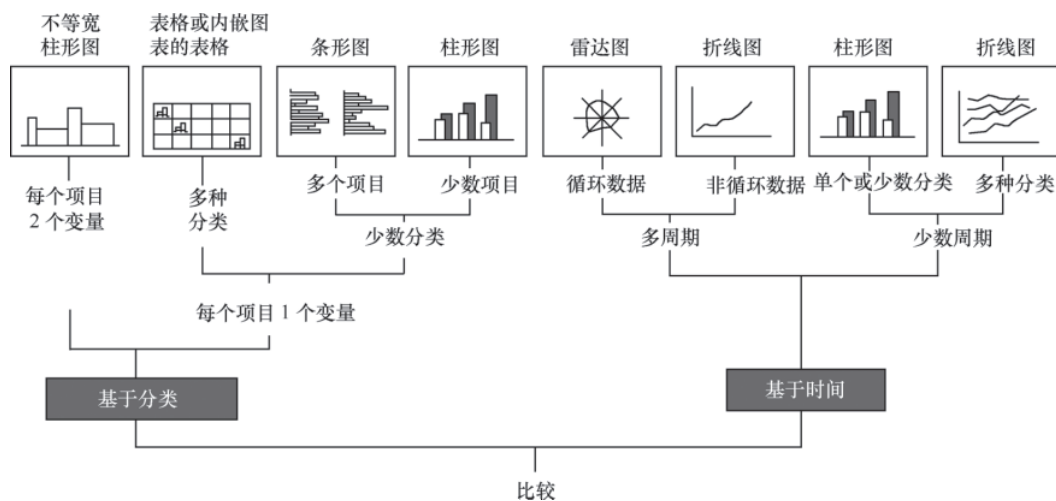 不等宽
柱形图
表格或内嵌图
表的表格
条形图
柱形图
雷达图
折线图
柱形图
折线图
每个项目
2 个变量
多种
分类
多个项目
少数项目
循环数据
非循环数据
单个或少数分类
多种分类
少数分类
多周期
少数周期
每个项目 1 个变量
基于分类
基于时间
比较